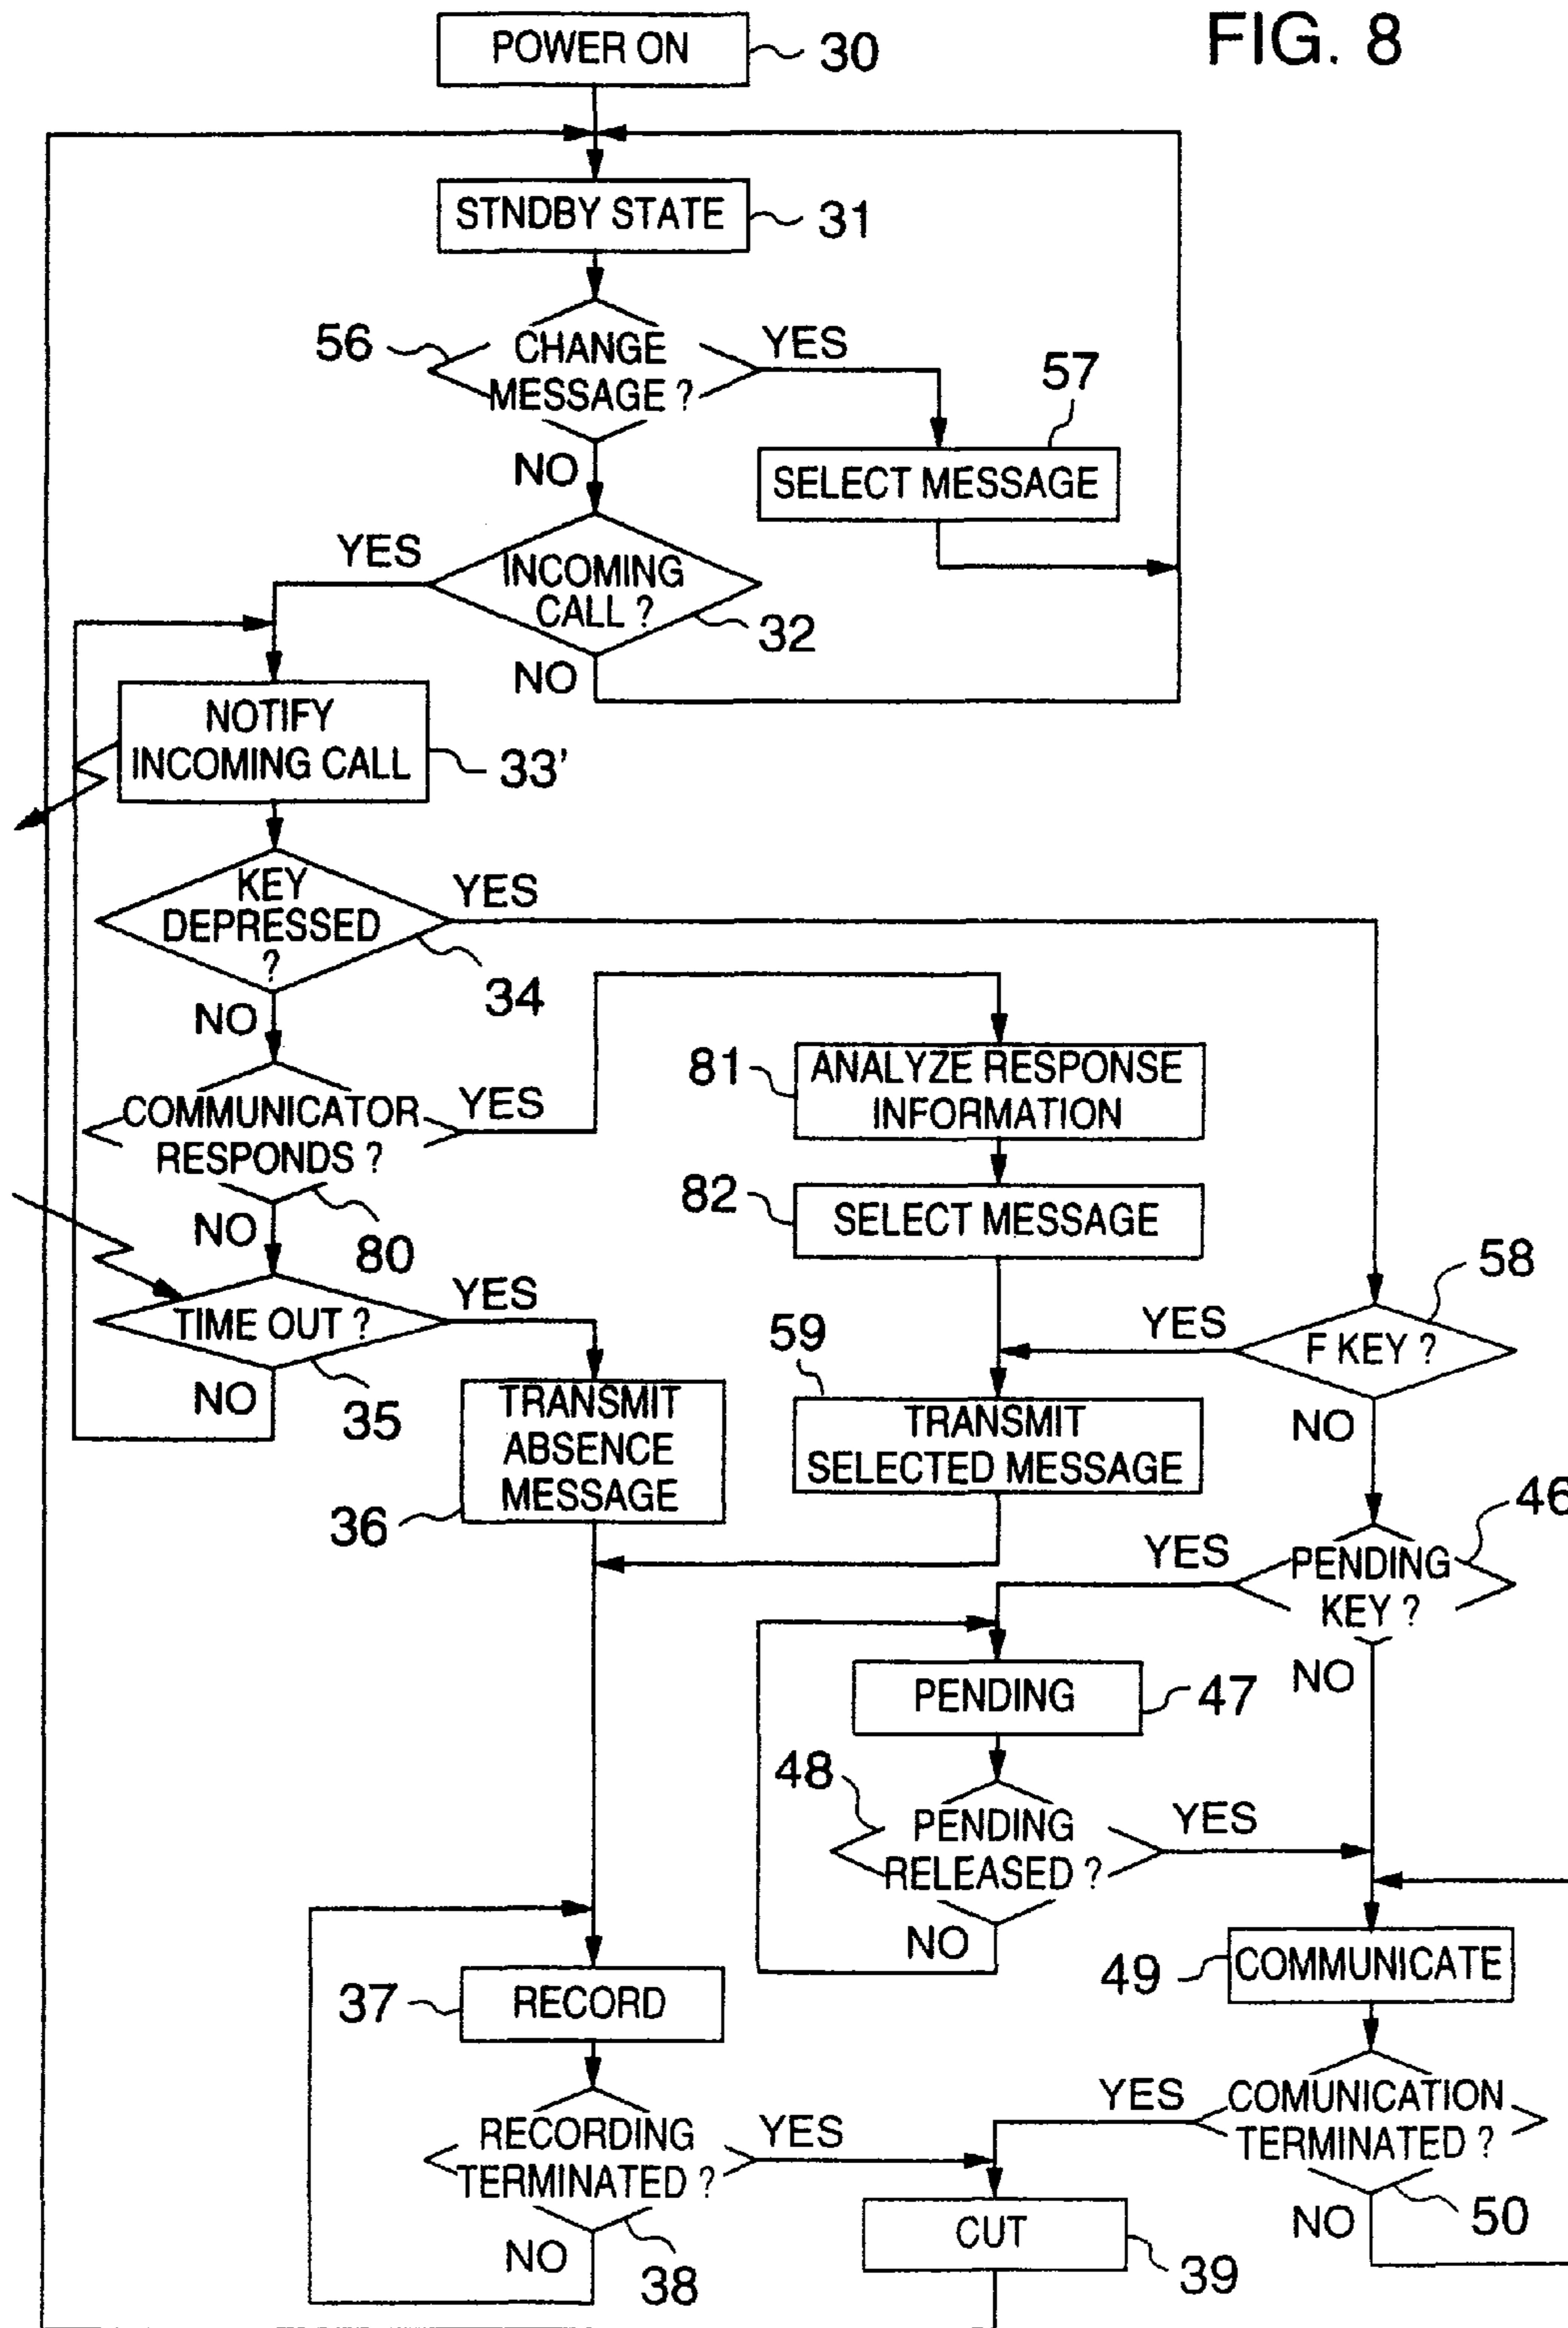 FIG. 8
POWER ON
30
STNDBY STATE
31
56
CHANGE
MESSAGE ?
YES
57
NO
SELECT MESSAGE
YES
INCOMING
CALL ?
32
NO
NOTIFY
INCOMING CALL
33'
KEY
DEPRESSED
?
YES
34
NO
81
ANALYZE RESPONSE
INFORMATION
COMMUNICATOR
RESPONDS ?
YES
82
SELECT MESSAGE
NO
80
58
TIME OUT ?
YES
59
YES
F KEY ?
NO
35
TRANSMIT
ABSENCE
MESSAGE
36
TRANSMIT
SELECTED MESSAGE
NO
46
YES
PENDING
KEY ?
PENDING
47
NO
48
PENDING
RELEASED ?
YES
NO
49
COMMUNICATE
37
RECORD
YES
COMUNICATION
TERMINATED ?
RECORDING
TERMINATED ?
YES
50
NO
CUT
NO
38
39